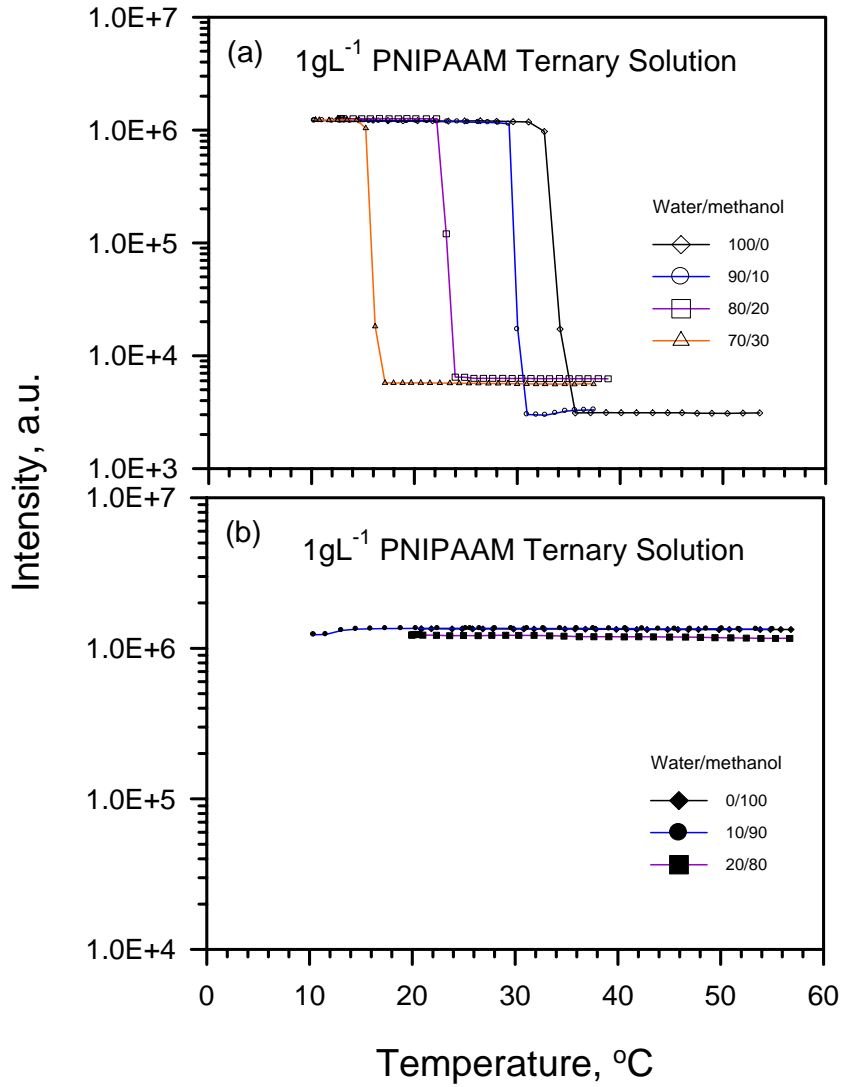 1.0E+7
(a)
1gL⁻¹ PNIPAAM Ternary Solution
1.0E+6
Water/methanol
100/0
1.0E+5
90/10
80/20
70/30
1.0E+4
1.0E+3
Intensity, a.u.
1.0E+7
(b)
1gL⁻¹ PNIPAAM Ternary Solution
1.0E+6
Water/methanol
0/100
1.0E+5
10/90
20/80
1.0E+4
0 10 20 30 40 50 60
Temperature, ºC